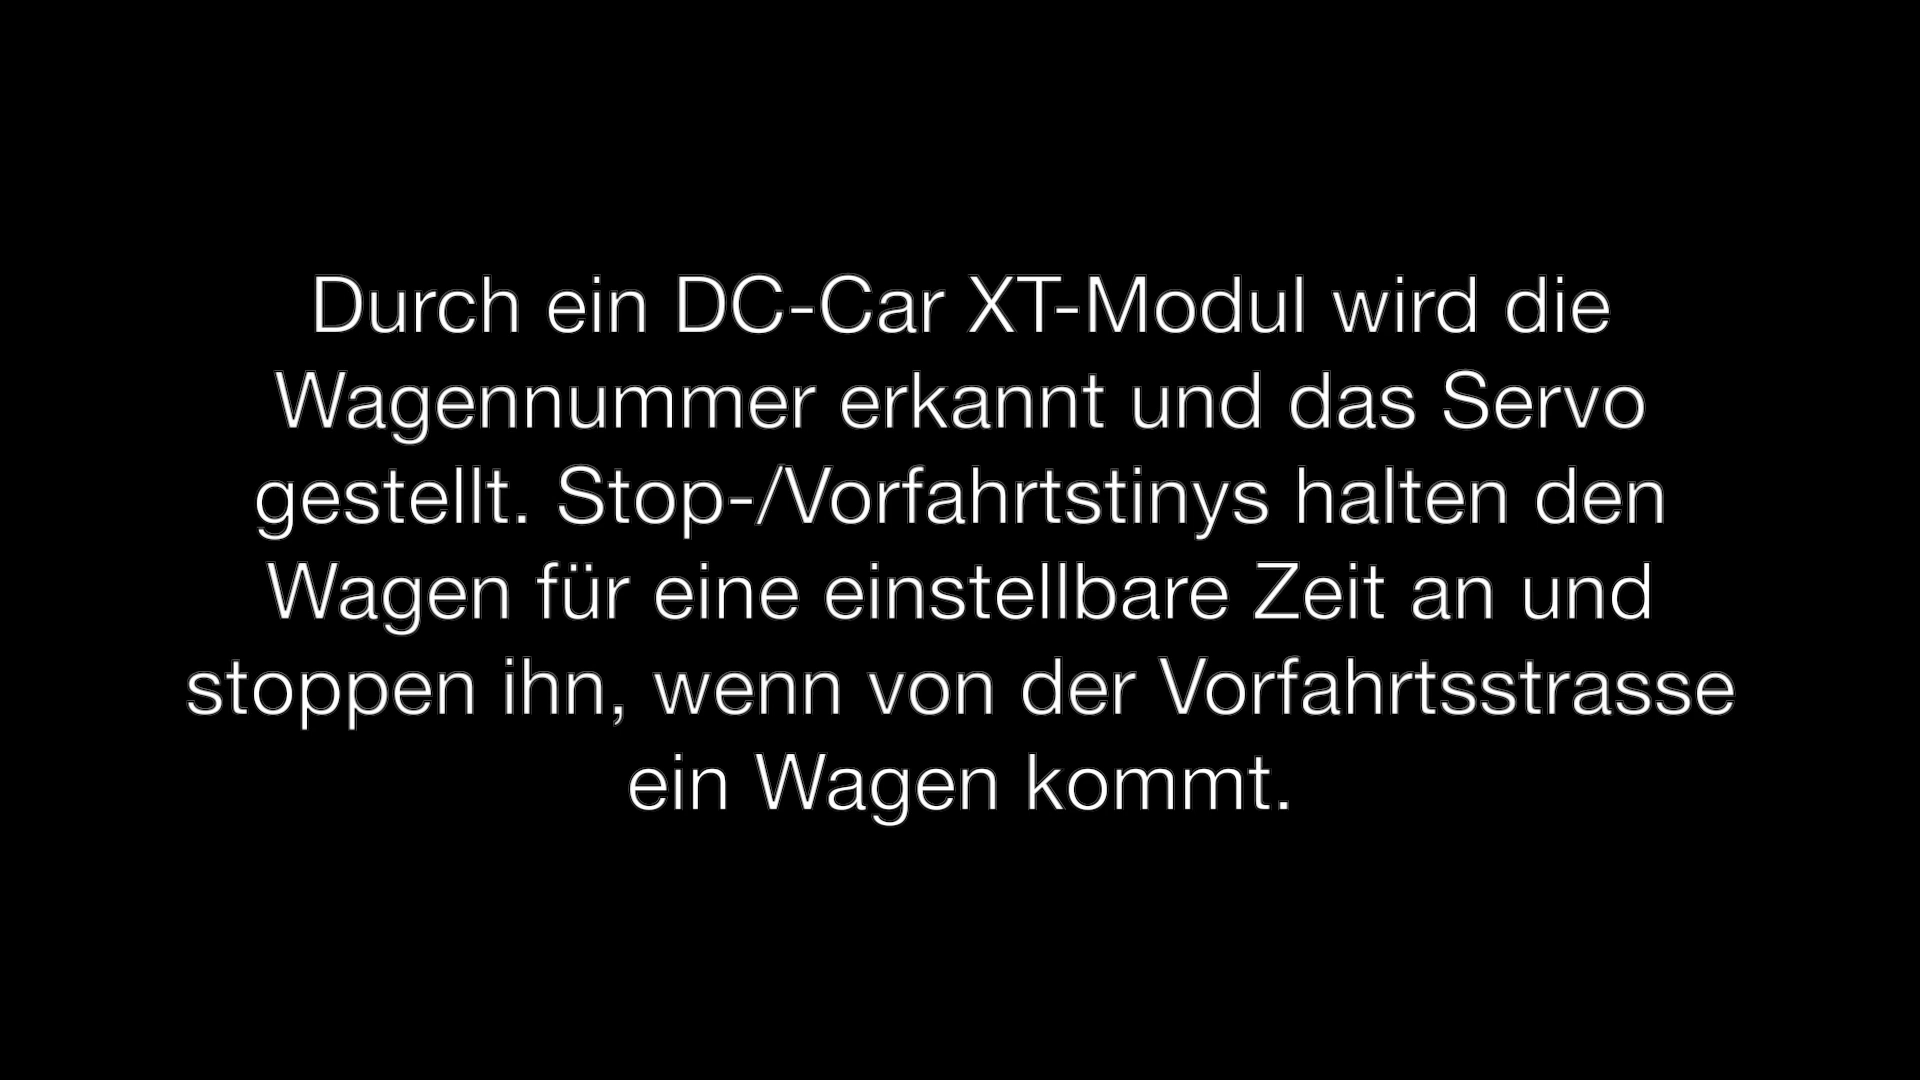 Durch ein DC-Car XT-Modul wird die
Wagennummer erkannt und das Servo
gestellt. Stop-/Vorfahrtstinys halten den
Wagen für eine einstellbare Zeit an und
stoppen ihn, wenn von der Vorfahrtsstrasse
ein Wagen kommt.